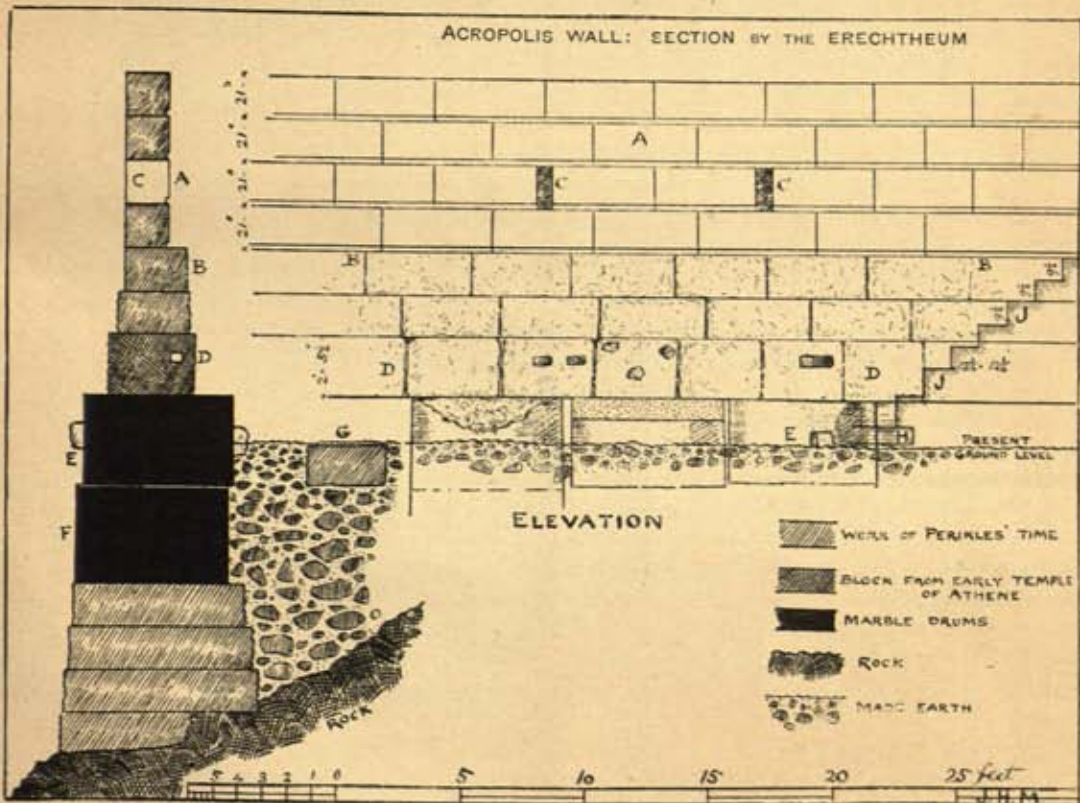 ACROPOLIS WALL: SECTION BY THE ERECHTHEUM
A
C A
C C
B
B B
J
D
D D
J
G
E
E H
PRESENT
GROUND LEVEL
F
ELEVATION
WORK OF PERIKLES' TIME
BLOCK FROM EARLY TEMPLE
OF ATHENE
MARBLE DRUMS
ROCK
MADE EARTH
ROCK
5 4 3 2 1 0 5 10 15 20 25 feet
J.H.M.